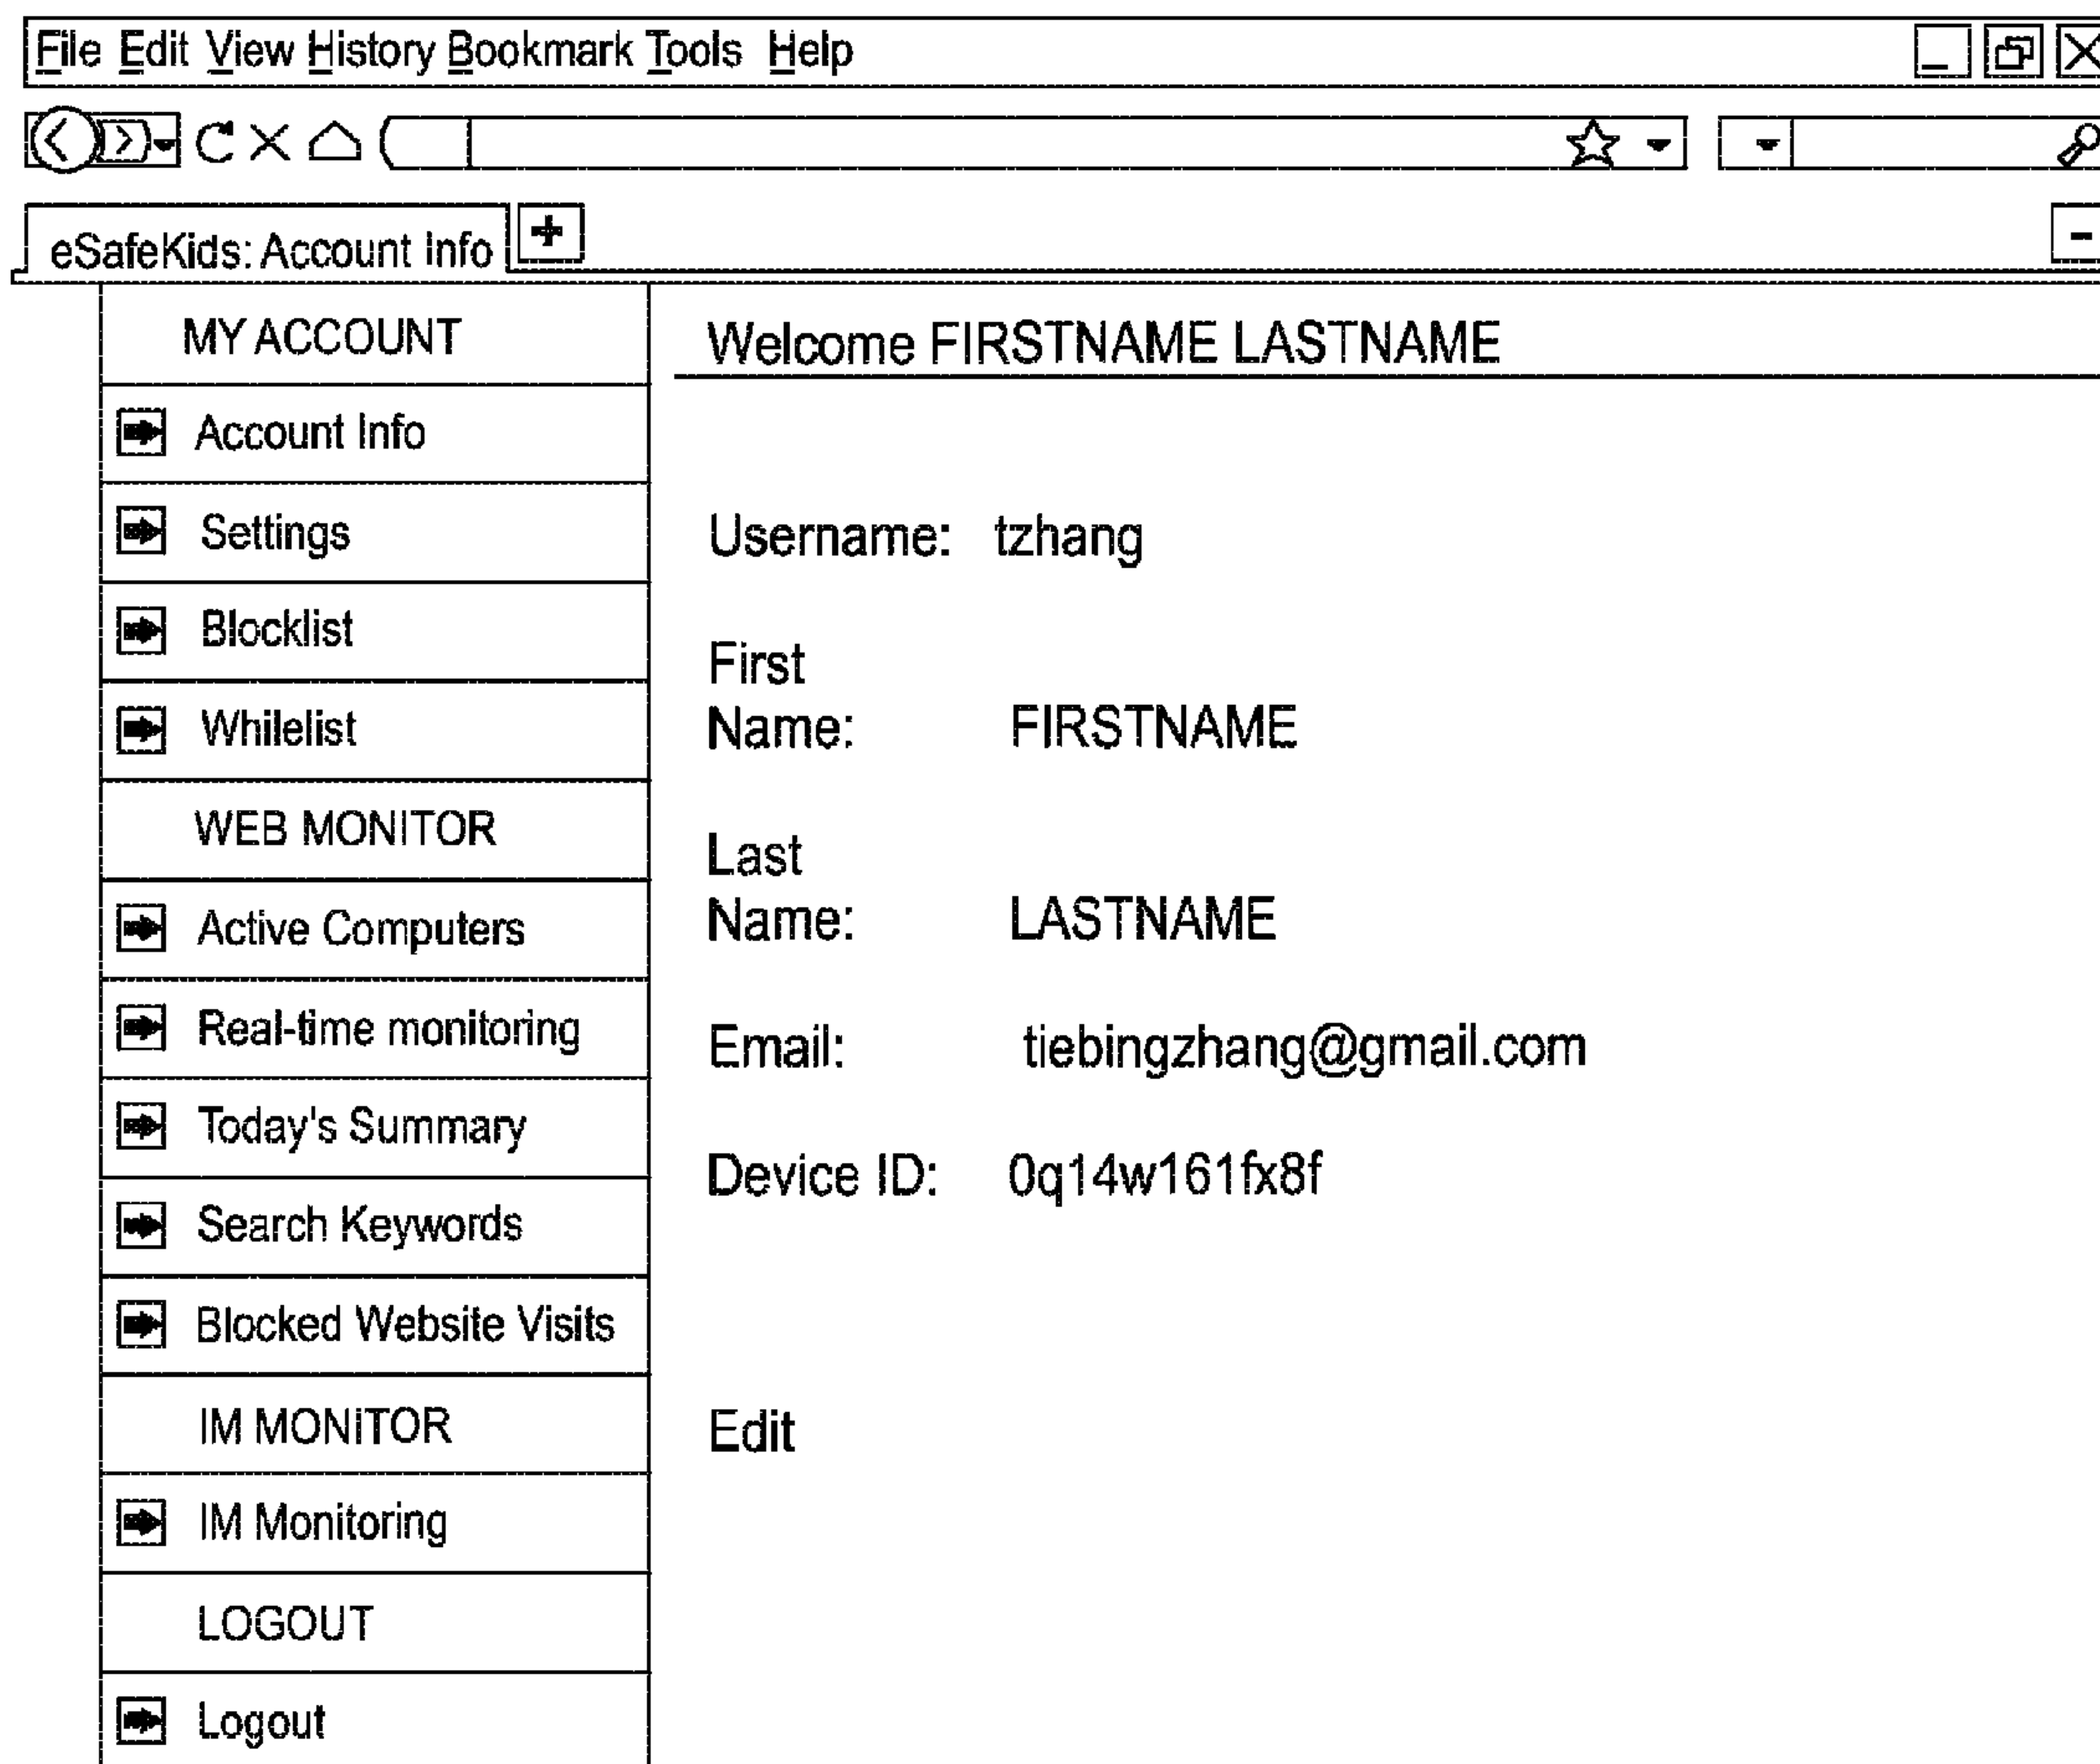 File Edit View History Bookmark Tools Help
eSafeKids: Account Info
MY ACCOUNT
Account Info
Settings
Blocklist
Whilelist
WEB MONITOR
Active Computers
Real-time monitoring
Today's Summary
Search Keywords
Blocked Website Visits
IM MONITOR
IM Monitoring
LOGOUT
Logout
Welcome FIRSTNAME LASTNAME
Username: tzhang
First
Name: FIRSTNAME
Last
Name: LASTNAME
Email: tiebingzhang@gmail.com
Device ID: 0q14w161fx8f
Edit